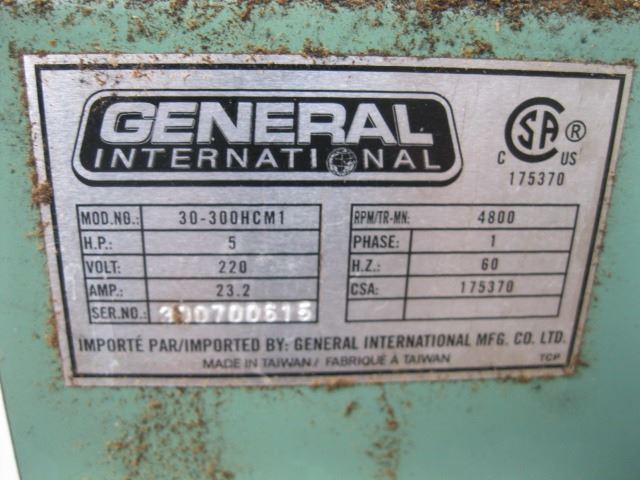 GENERAL
INTERNATIONAL
CSA ®
C US
175370
MOD.NO.: 30-300HCM1
H.P.: 5
VOLT: 220
AMP.: 23.2
SER.NO.:
RPM/TR-MN: 4800
PHASE: 1
H.Z.: 60
CSA: 175370
IMPORTÉ PAR/IMPORTED BY: GENERAL INTERNATIONAL MFG. CO. LTD.
MADE IN TAIWAN / FABRIQUÉ À TAIWAN
TCP